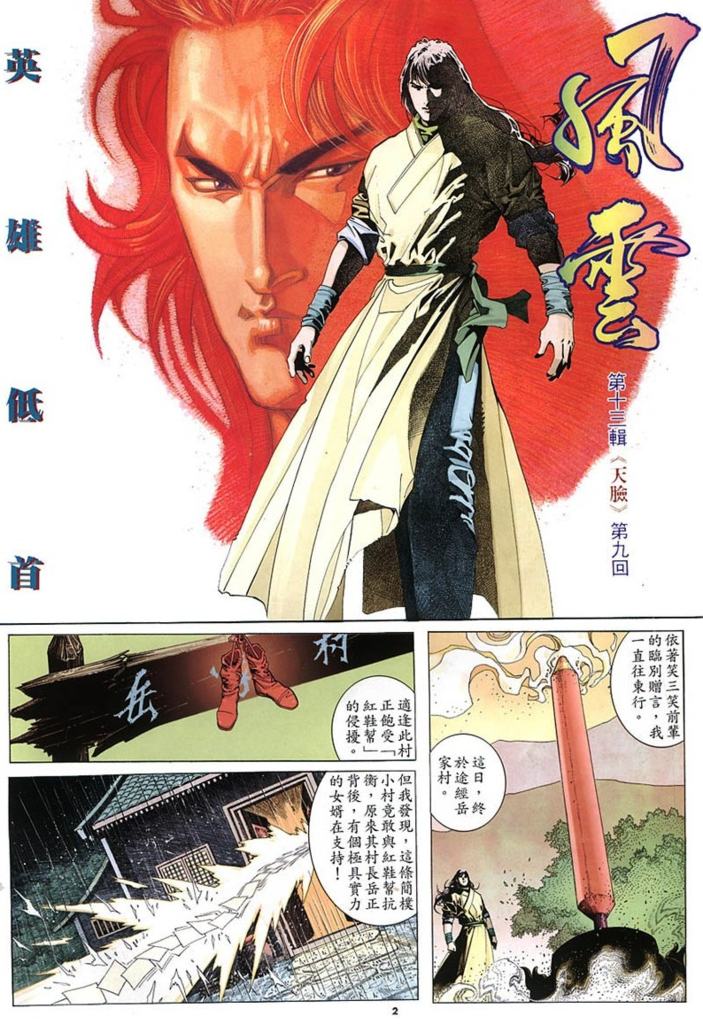 風雲
第十三輯《天臉》第九回
英雄低首
依著笑三笑前輩
的臨別贈言，我
一直往東行。
這日，終
於途經岳
家村。
岳
村
適逢此村
正飽受「
紅鞋幫」
的侵擾。
但我發現，這條簡樸
小村竟敢與紅鞋幫抗
衡，原來其村長岳正
背後，有個極具實力
的女婿在支持！
2